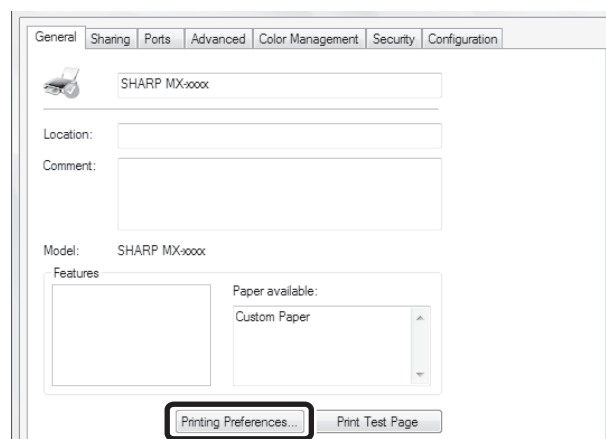 General Sharing Ports Advanced Color Management Security Configuration
SHARP MX-xxxx
Location:
Comment:
Model: SHARP MX-xxxx
Features
Paper available:
Custom Paper
Printing Preferences... Print Test Page